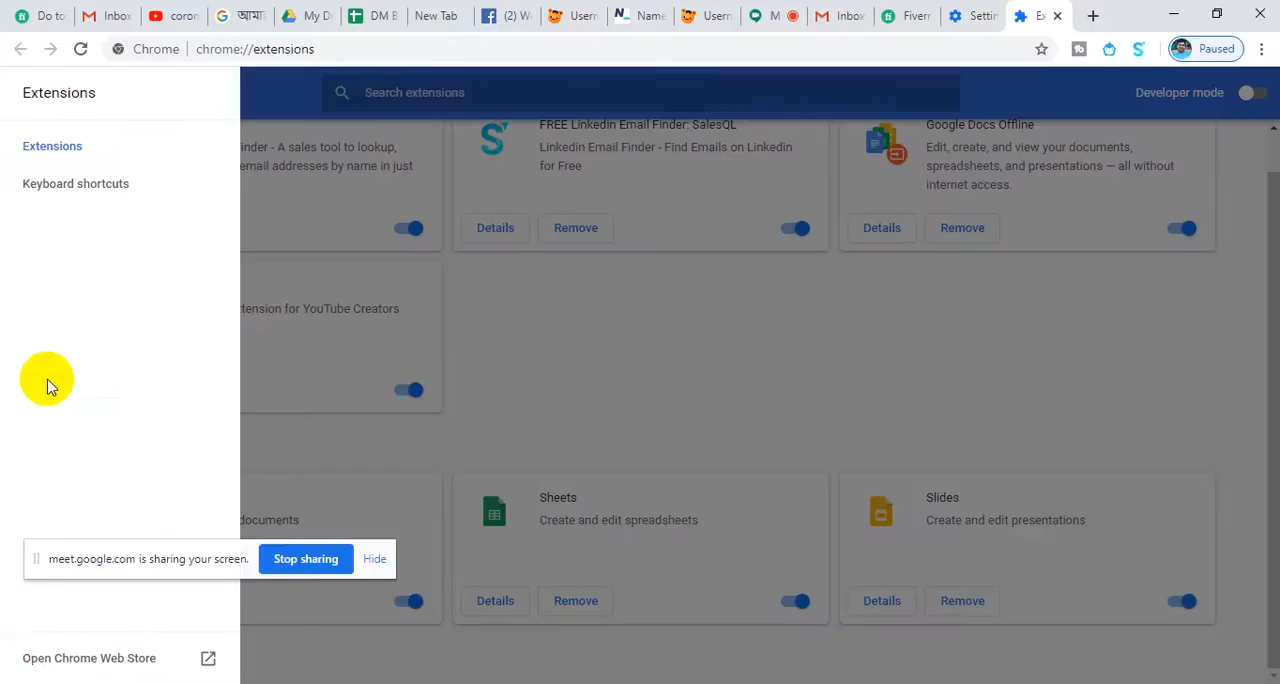 Do to
Inbox
coron
আমা
My D
DM B
New Tab
(2) W
Usern
Name
Usern
M
Inbox
Fiverr
Settin
Ex
Chrome
chrome://extensions
Paused
Extensions
Search extensions
Developer mode
Extensions
Keyboard shortcuts
inder - A sales tool to lookup,
email addresses by name in just
FREE Linkedin Email Finder: SalesQL
Linkedin Email Finder - Find Emails on Linkedin
for Free
Details
Remove
Google Docs Offline
Edit, create, and view your documents,
spreadsheets, and presentations — all without
internet access.
Details
Remove
tension for YouTube Creators
documents
Sheets
Create and edit spreadsheets
Details
Remove
Slides
Create and edit presentations
Details
Remove
meet.google.com is sharing your screen.
Stop sharing
Hide
Open Chrome Web Store